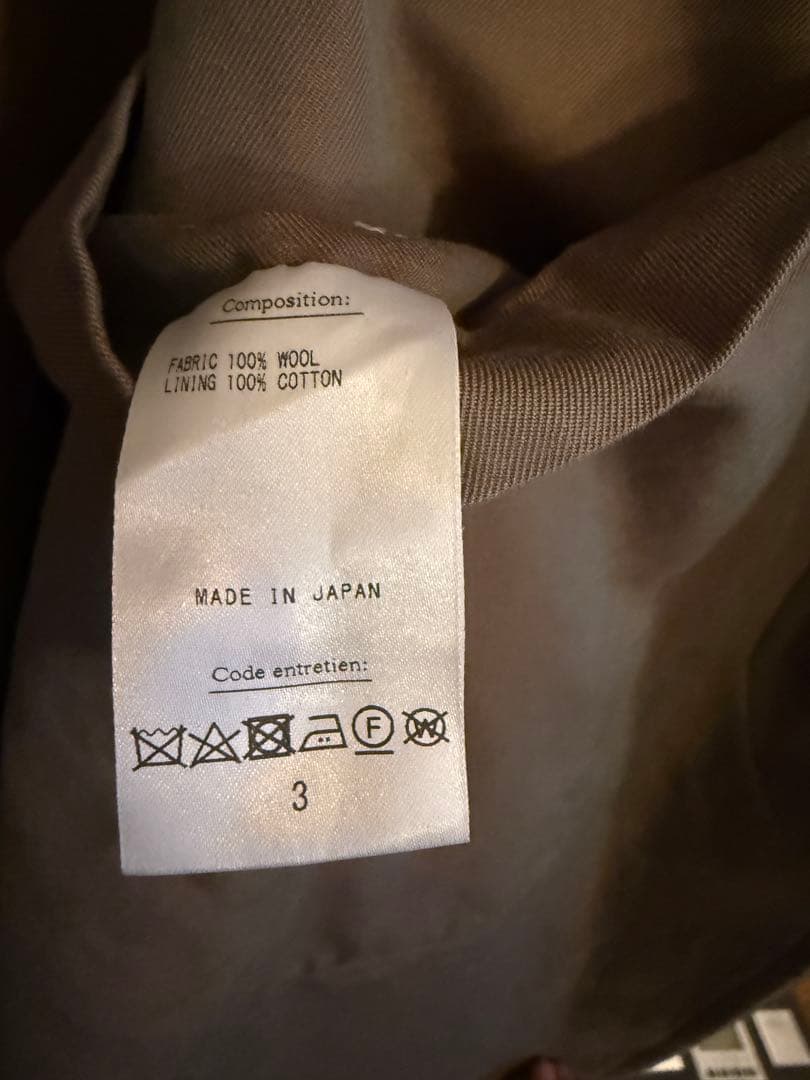 Composition:
FABRIC 100% WOOL
LINING 100% COTTON
MADE IN JAPAN
Code entretien:
F W
3